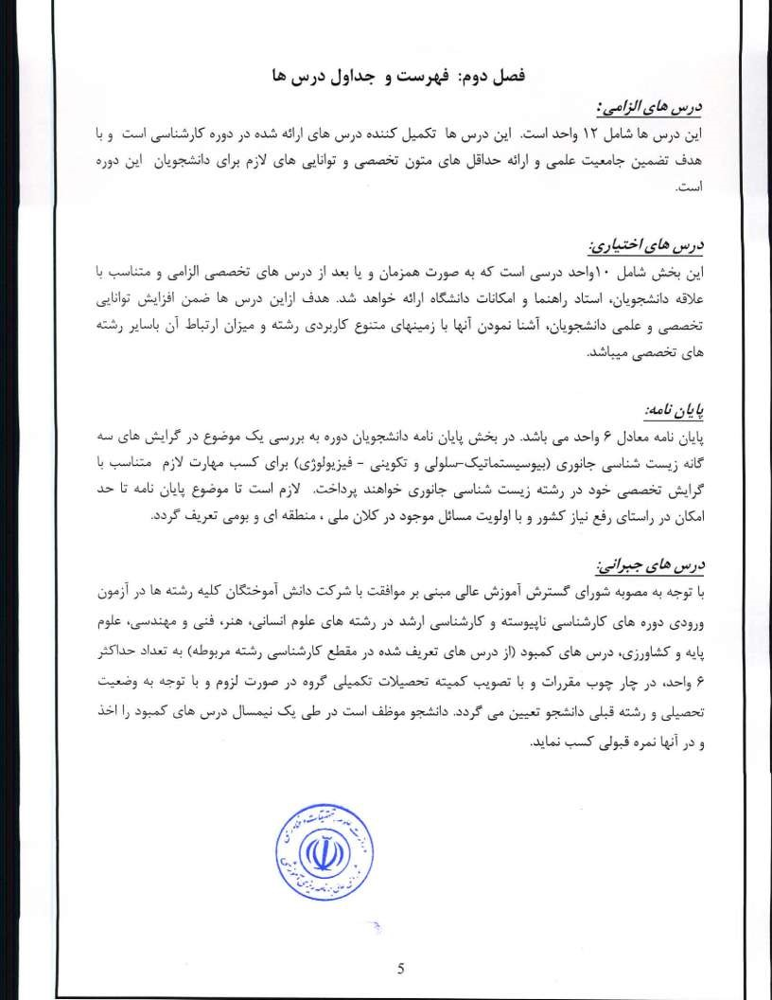 فصل دوم: فهرست و جداول درس ها
درس های الزامی:
این درس ها شامل ۱۲ واحد است. این درس ها تکمیل کننده درس های ارائه شده در دوره کارشناسی است و با
هدف تضمین جامعیت علمی و ارائه حداقل های متون تخصصی و توانایی های لازم برای دانشجویان این دوره
است.
درس های اختیاری:
این بخش شامل ۱۰واحد درسی است که به صورت همزمان و یا بعد از درس های تخصصی الزامی و متناسب با
علاقه دانشجویان، استاد راهنما و امکانات دانشگاه ارائه خواهد شد. هدف ازاین درس ها ضمن افزایش توانایی
تخصصی و علمی دانشجویان، آشنا نمودن آنها با زمینهای متنوع کاربردی رشته و میزان ارتباط آن باسایر رشته
های تخصصی میباشد.
پایان نامه:
پایان نامه معادل ۶ واحد می باشد. در بخش پایان نامه دانشجویان دوره به بررسی یک موضوع در گرایش های سه
گانه زیست شناسی جانوری (بیوسیستماتیک-سلولی و تکوینی - فیزیولوژی) برای کسب مهارت لازم متناسب با
گرایش تخصصی خود در رشته زیست شناسی جانوری خواهند پرداخت. لازم است تا موضوع پایان نامه تا حد
امکان در راستای رفع نیاز کشور و با اولویت مسائل موجود در کلان ملی ، منطقه ای و بومی تعریف گردد.
درس های جبرانی:
با توجه به مصوبه شورای گسترش آموزش عالی مبنی بر موافقت با شرکت دانش آموختگان کلیه رشته ها در آزمون
ورودی دوره های کارشناسی ناپیوسته و کارشناسی ارشد در رشته های علوم انسانی، هنر، فنی و مهندسی، علوم
پایه و کشاورزی، درس های کمبود (از درس های تعریف شده در مقطع کارشناسی رشته مربوطه) به تعداد حداکثر
۶ واحد، در چار چوب مقررات و با تصویب کمیته تحصیلات تکمیلی گروه در صورت لزوم و با توجه به وضعیت
تحصیلی و رشته قبلی دانشجو تعیین می گردد. دانشجو موظف است در طی یک نیمسال درس های کمبود را اخذ
و در آنها نمره قبولی کسب نماید.
وزارت علوم، تحقیقات و فناوری
شورای عالی برنامه ریزی آموزشی
5